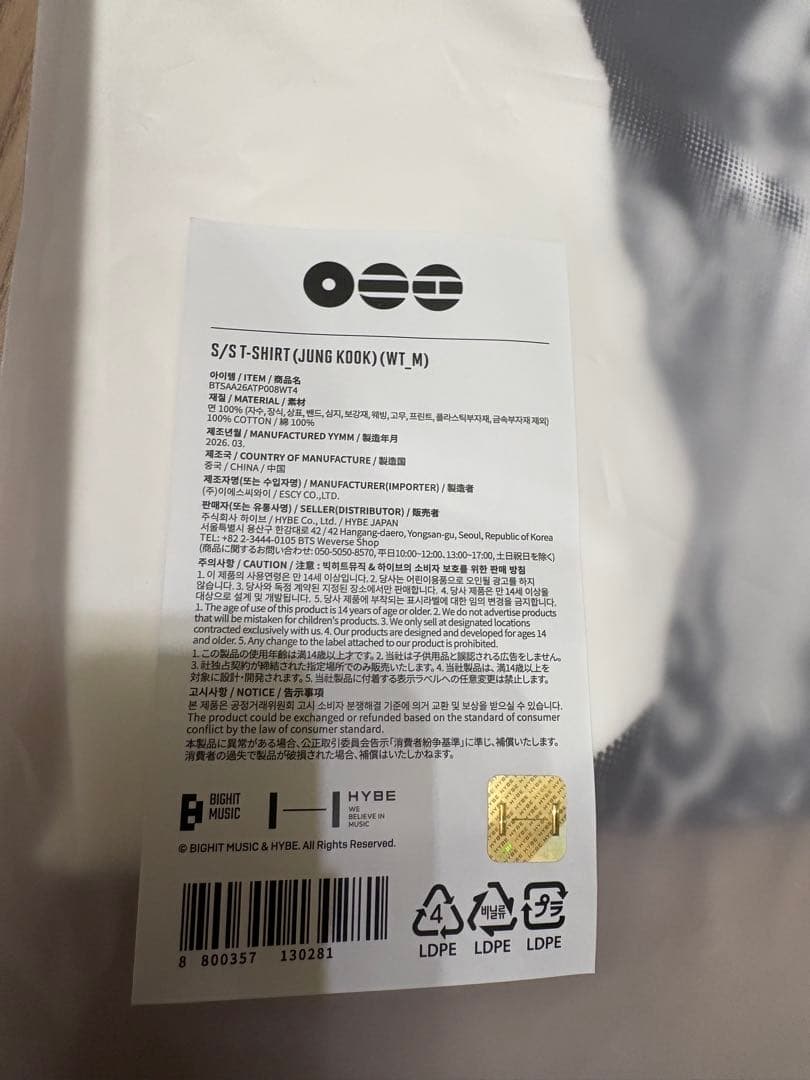 S/S T-SHIRT (JUNG KOOK) (WT_M)
아이템 / ITEM / 商品名
BTSAA26ATP008WT4
재질 / MATERIAL / 素材
면 100% (자수, 장식, 상표, 밴드, 심지, 보강재, 웨빙, 고무, 프린트, 플라스틱부자재, 금속부자재 제외)
100% COTTON / 綿 100%
제조년월 / MANUFACTURED YYMM / 製造年月
2026. 03.
제조국 / COUNTRY OF MANUFACTURE / 製造国
중국 / CHINA / 中国
제조자명(또는 수입자명) / MANUFACTURER(IMPORTER) / 製造者
(주)이에스씨와이 / ESCY CO.,LTD.
판매자(또는 유통사명) / SELLER(DISTRIBUTOR) / 販売者
주식회사 하이브 / HYBE Co., Ltd. / HYBE JAPAN
서울특별시 용산구 한강대로 42 / 42 Hangang-daero, Yongsan-gu, Seoul, Republic of Korea
TEL: +82 2-3444-0105 BTS Weverse Shop
(商品に関するお問い合わせ: 050-5050-8570, 平日10:00~12:00, 13:00~17:00, 土日祝日を除く)
주의사항 / CAUTION / 注意 : 빅히트뮤직 & 하이브의 소비자 보호를 위한 판매 방침
1. 이 제품의 사용연령은 만 14세 이상입니다. 2. 당사는 어린이용품으로 오인될 광고를 하지
않습니다. 3. 당사와 독점 계약된 지정된 장소에서만 판매합니다. 4. 당사 제품은 만 14세 이상을
대상으로 설계 및 개발됩니다. 5. 당사 제품에 부착되는 표시라벨에 대한 임의 변경을 금지합니다.
1. The age of use of this product is 14 years of age or older. 2. We do not advertise products
that will be mistaken for children's products. 3. We only sell at designated locations
contracted exclusively with us. 4. Our products are designed and developed for ages 14
and older. 5. Any change to the label attached to our product is prohibited.
1. この製品の使用年齢は満14歳以上才です。2. 当社は子供用品と誤認される広告をしません。
3. 社独占契約が締結された指定場所でのみ販売いたします。4. 当社製品は、満14歳以上を
対象に設計・開発されます。5. 当社製品に付着する表示ラベルへの任意変更は禁止します。
고시사항 / NOTICE / 告示事項
본 제품은 공정거래위원회 고시 소비자 분쟁해결 기준에 의거 교환 및 보상을 받으실 수 있습니다.
The product could be exchanged or refunded based on the standard of consumer
conflict by the law of consumer standard.
本製品に異常がある場合、公正取引委員会告示「消費者紛争基準」に準じ、補償いたします。
消費者の過失で製品が破損された場合、補償はいたしかねます。
BIGHIT
MUSIC
HYBE
WE
BELIEVE IN
MUSIC
© BIGHIT MUSIC & HYBE. All Rights Reserved.
8 800357 130281
4
LDPE
비닐류
LDPE
プラ
LDPE